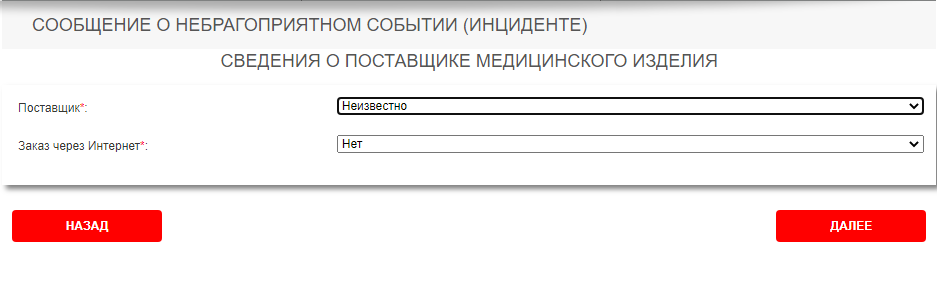 СООБЩЕНИЕ О НЕБРАГОПРИЯТНОМ СОБЫТИИ (ИНЦИДЕНТЕ)
СВЕДЕНИЯ О ПОСТАВЩИКЕ МЕДИЦИНСКОГО ИЗДЕЛИЯ
Поставщик*: Неизвестно
Заказ через Интернет*: Нет
НАЗАД ДАЛЕЕ